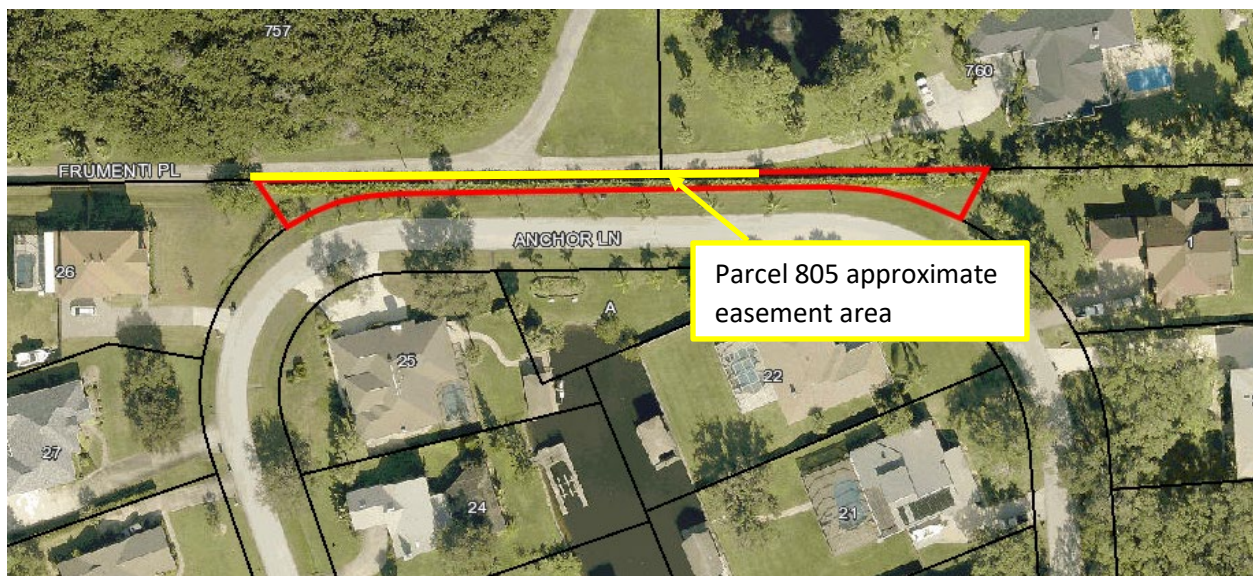 757
760
FRUMENTI PL
ANCHOR LN
1
26
Parcel 805 approximate
easement area
A
25
22
27
24
21